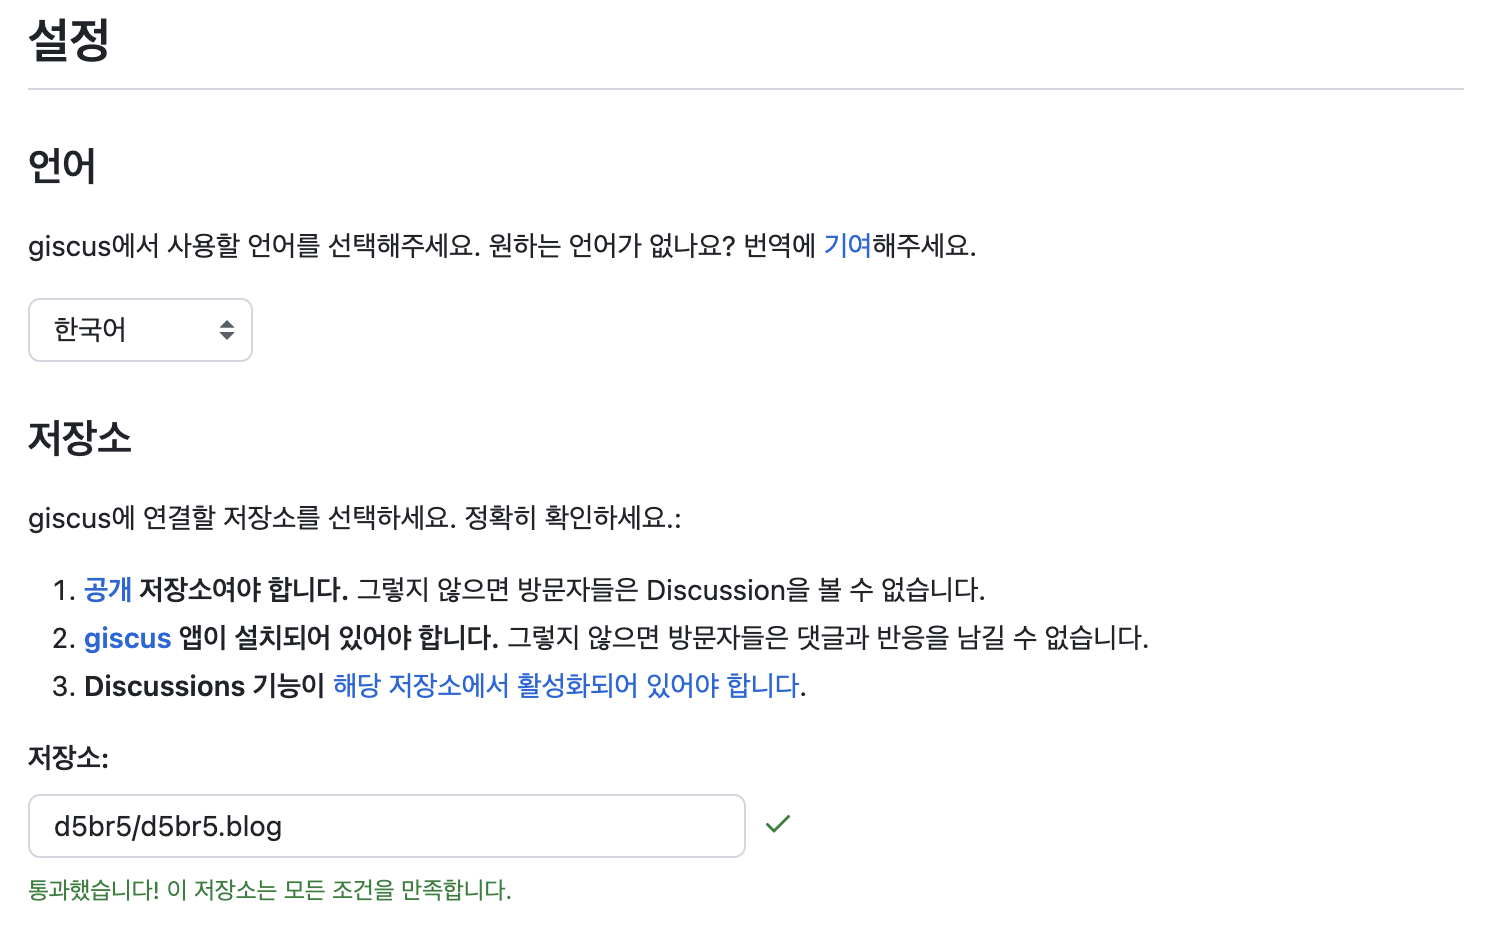 설정
언어
giscus에서 사용할 언어를 선택해주세요. 원하는 언어가 없나요? 번역에 기여해주세요.
한국어
저장소
giscus에 연결할 저장소를 선택하세요. 정확히 확인하세요.:
1. 공개 저장소여야 합니다. 그렇지 않으면 방문자들은 Discussion을 볼 수 없습니다.
2. giscus 앱이 설치되어 있어야 합니다. 그렇지 않으면 방문자들은 댓글과 반응을 남길 수 없습니다.
3. Discussions 기능이 해당 저장소에서 활성화되어 있어야 합니다.
저장소:
d5br5/d5br5.blog
통과했습니다! 이 저장소는 모든 조건을 만족합니다.